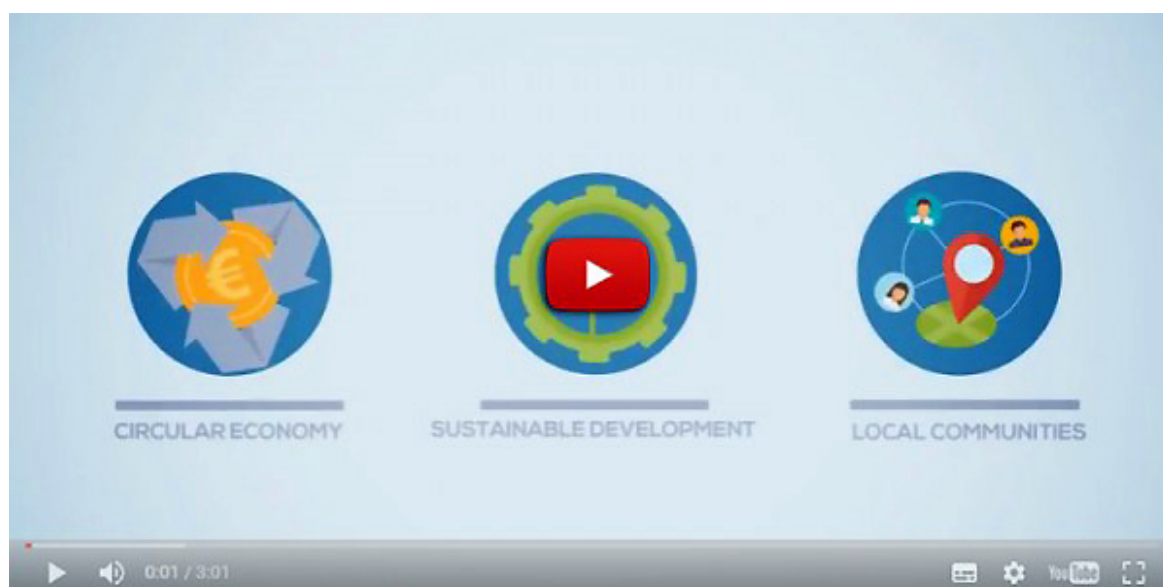 €
CIRCULAR ECONOMY
SUSTAINABLE DEVELOPMENT
LOCAL COMMUNITIES
0:01 / 3:01
YouTube